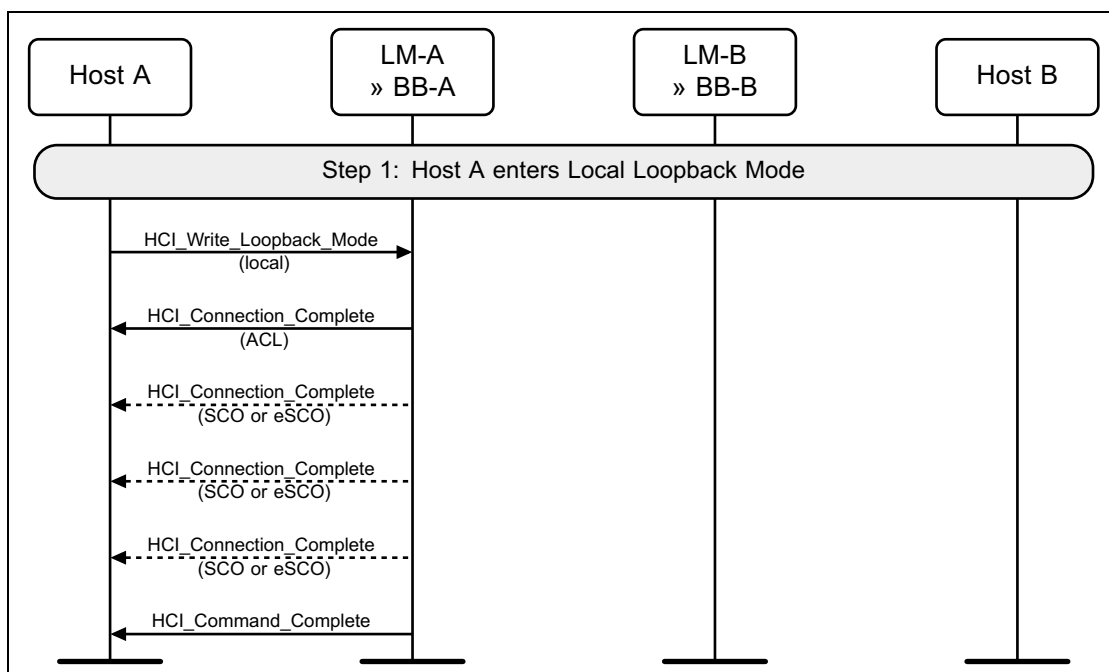 Host A
LM-A
» BB-A
LM-B
» BB-B
Host B
Step 1: Host A enters Local Loopback Mode
HCI_Write_Loopback_Mode
(local)
HCI_Connection_Complete
(ACL)
HCI_Connection_Complete
(SCO or eSCO)
HCI_Connection_Complete
(SCO or eSCO)
HCI_Connection_Complete
(SCO or eSCO)
HCI_Command_Complete